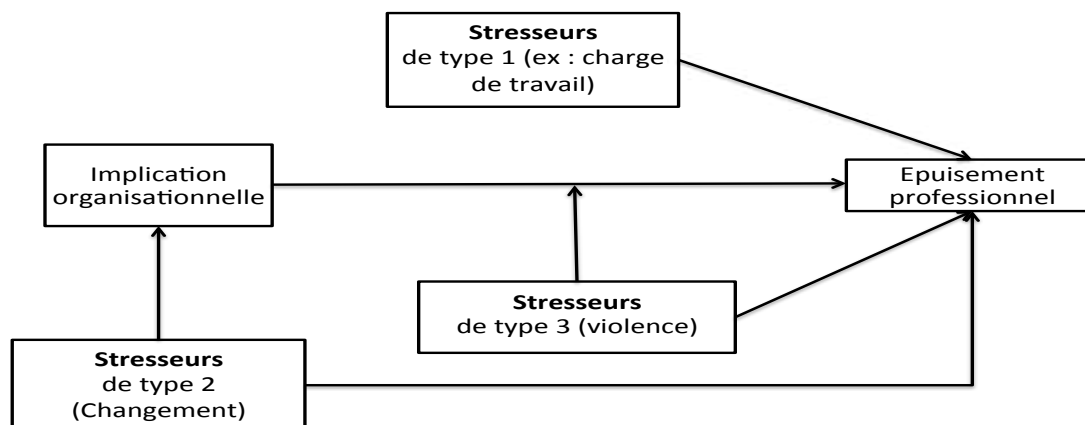 Stresseurs
de type 1 (ex : charge
de travail)
Implication
organisationnelle
Epuisement
professionnel
Stresseurs
de type 3 (violence)
Stresseurs
de type 2
(Changement)